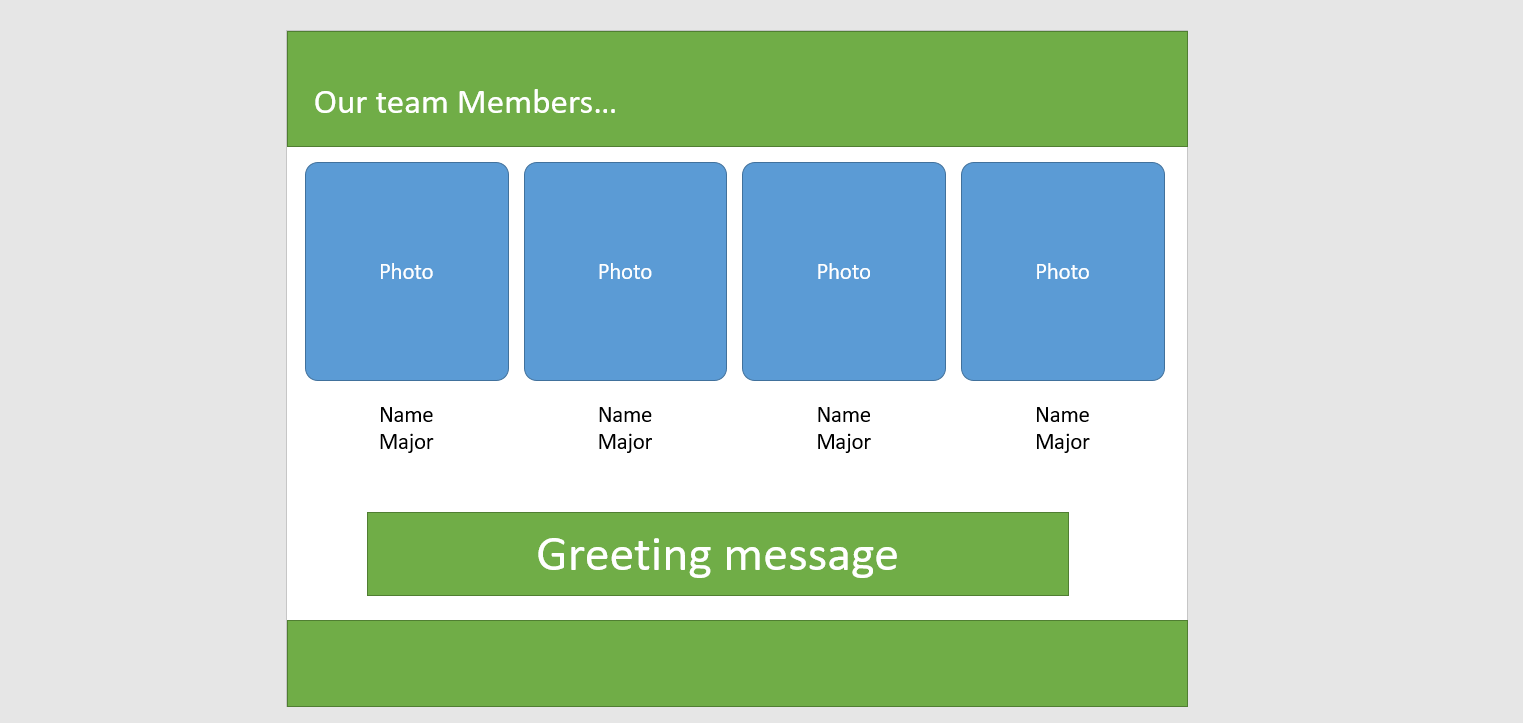 Our team Members...
Photo Photo Photo Photo
Name Name Name Name
Major Major Major Major
Greeting message